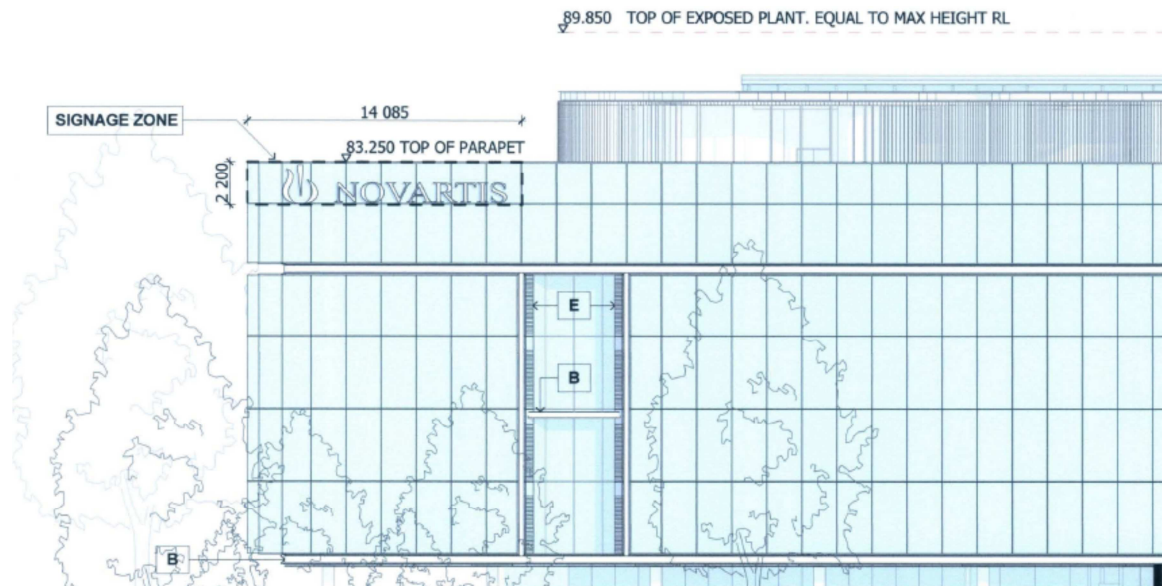 89.850 TOP OF EXPOSED PLANT. EQUAL TO MAX HEIGHT RL
SIGNAGE ZONE
14 085
83.250 TOP OF PARAPET
2 200
NOVARTIS
E
B
B